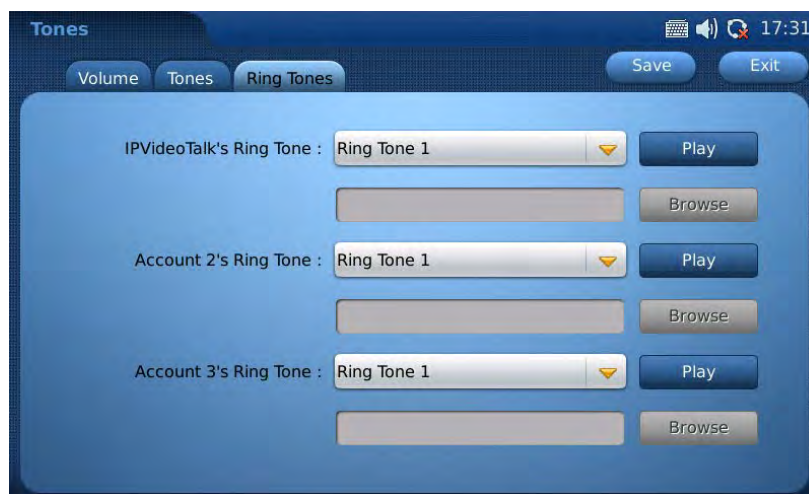 Tones 17:31
Save Exit
Volume Tones Ring Tones
IPVideoTalk's Ring Tone : Ring Tone 1 Play
Browse
Account 2's Ring Tone : Ring Tone 1 Play
Browse
Account 3's Ring Tone : Ring Tone 1 Play
Browse